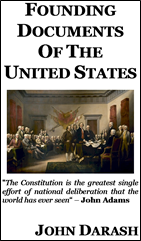 FOUNDING
DOCUMENTS
OF THE
UNITED STATES
"The Constitution is the greatest single
effort of national deliberation that the
world has ever seen" – John Adams
JOHN DARASH